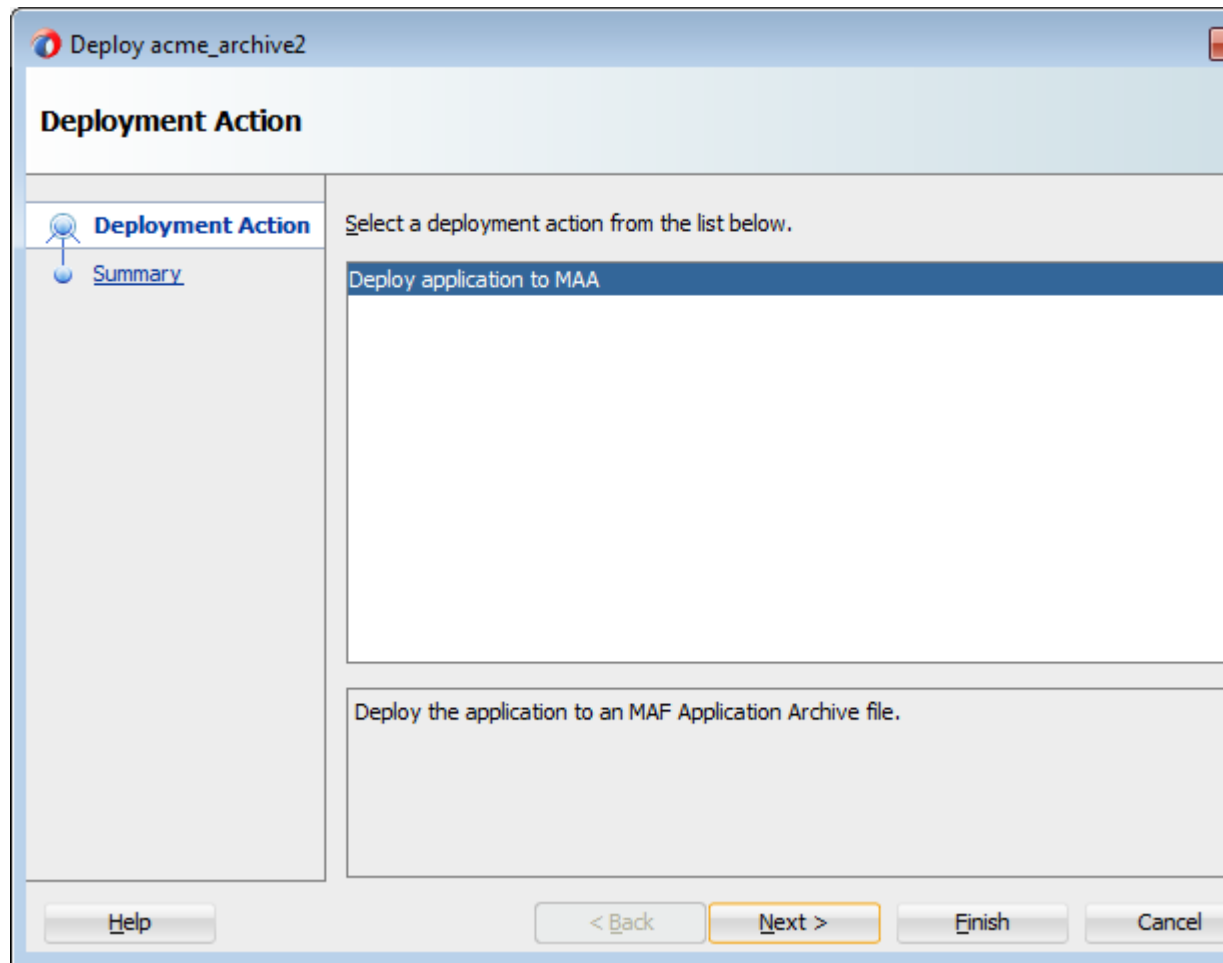 Deploy acme_archive2
Deployment Action
Deployment Action
Summary
Select a deployment action from the list below.
Deploy application to MAA
Deploy the application to an MAF Application Archive file.
Help
< Back
Next >
Finish
Cancel